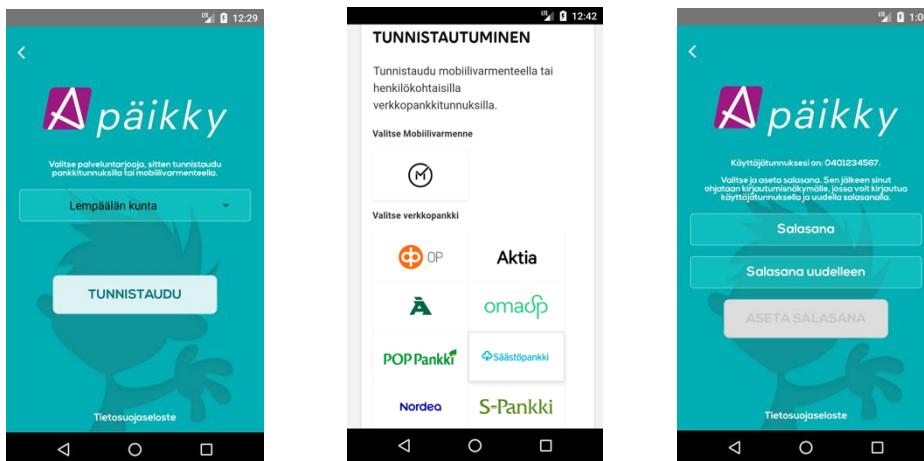 12:29
A päikky
Valitse palveluntarjoaja, sitten tunnistaudu
pankkitunnuksilla tai mobiilivarmenteella.
Lempäälän kunta
TUNNISTAUDU
Tietosuojaseloste
12:42
TUNNISTAUTUMINEN
Tunnistaudu mobiilivarmenteella tai
henkilökohtaisilla
verkkopankkitunnuksilla.
Valitse Mobiilivarmenne
M
Valitse verkkopankki
OP Aktia
Å omasp
POP Pankki Säästöpankki
Nordea S-Pankki
A päikky
Käyttäjätunnuksesi on: 0401234567.
Valitse ja aseta salasana. Sen jälkeen sinut
ohjataan kirjautumisnäkymälle, jossa voit kirjautua
käyttäjätunnuksella ja uudella salasanalla.
Salasana
Salasana uudelleen
ASETA SALASANA
Tietosuojaseloste